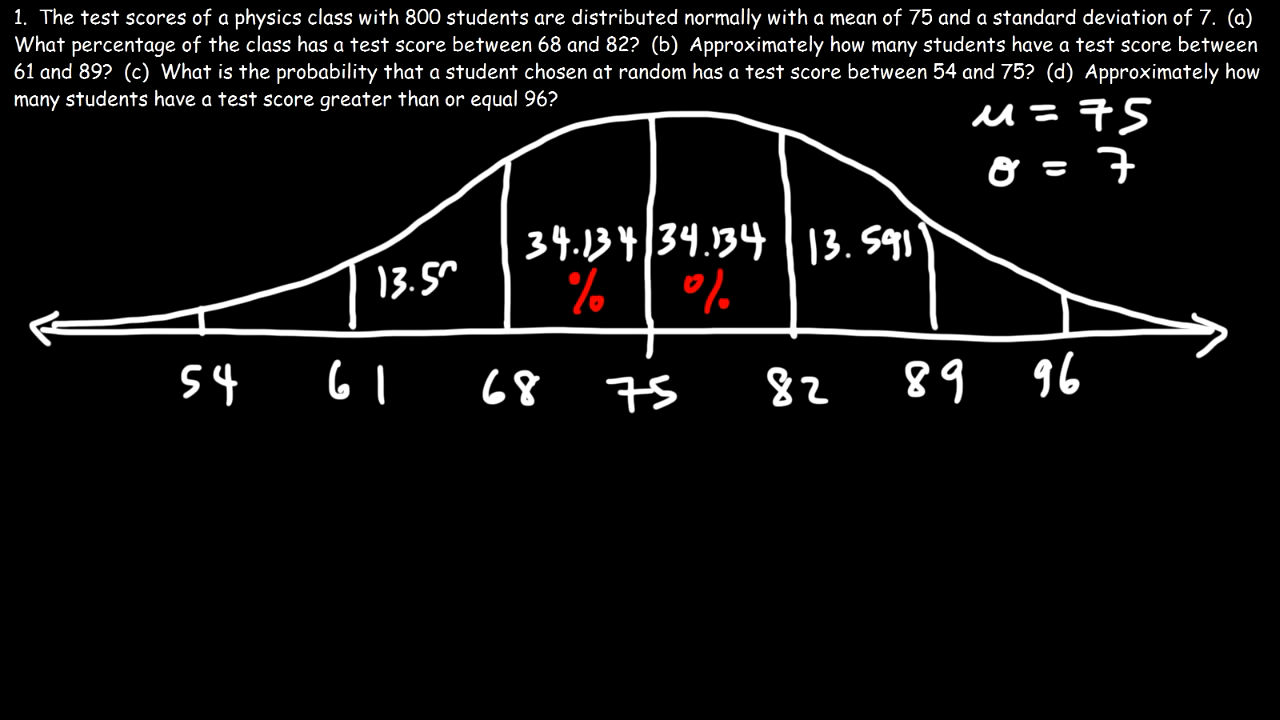 1. The test scores of a physics class with 800 students are distributed normally with a mean of 75 and a standard deviation of 7. (a)
What percentage of the class has a test score between 68 and 82? (b) Approximately how many students have a test score between
61 and 89? (c) What is the probability that a student chosen at random has a test score between 54 and 75? (d) Approximately how
many students have a test score greater than or equal 96?
μ = 75
σ = 7
34.134 34.134 13.591
13.5
% %
54 61 68 75 82 89 96